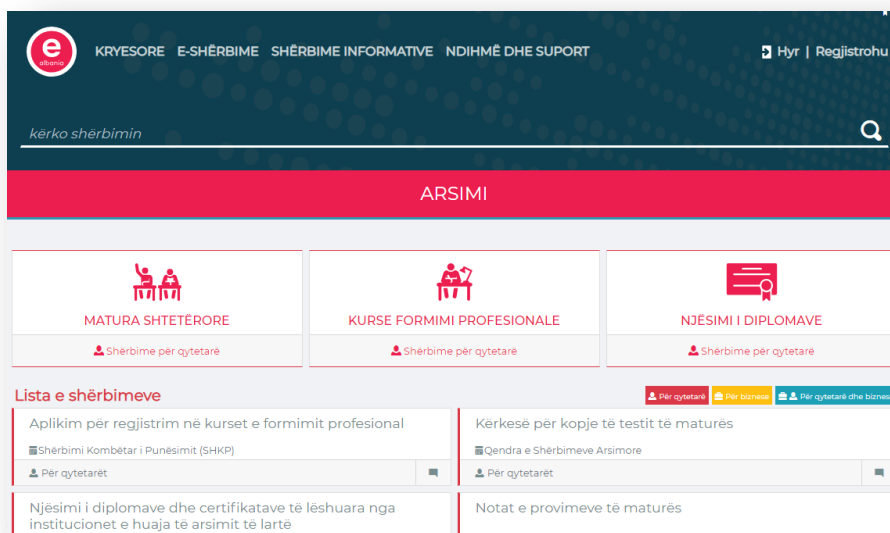 e
albania
KRYESORE E-SHËRBIME SHËRBIME INFORMATIVE NDIHMË DHE SUPORT
Hyr | Regjistrohu
kërko shërbimin
ARSIMI
MATURA SHTETËRORE
Shërbime për qytetarë
KURSE FORMIMI PROFESIONALE
Shërbime për qytetarë
NJËSIMI I DIPLOMAVE
Shërbime për qytetarë
Lista e shërbimeve
Për qytetarë
Për biznese
Për qytetarë dhe biznes
Aplikim për regjistrim në kurset e formimit profesional
Shërbimi Kombëtar i Punësimit (SHKP)
Për qytetarët
Kërkesë për kopje të testit të maturës
Qendra e Shërbimeve Arsimore
Për qytetarët
Njësimi i diplomave dhe certifikatave të lëshuara nga
institucionet e huaja të arsimit të lartë
Notat e provimeve të maturës